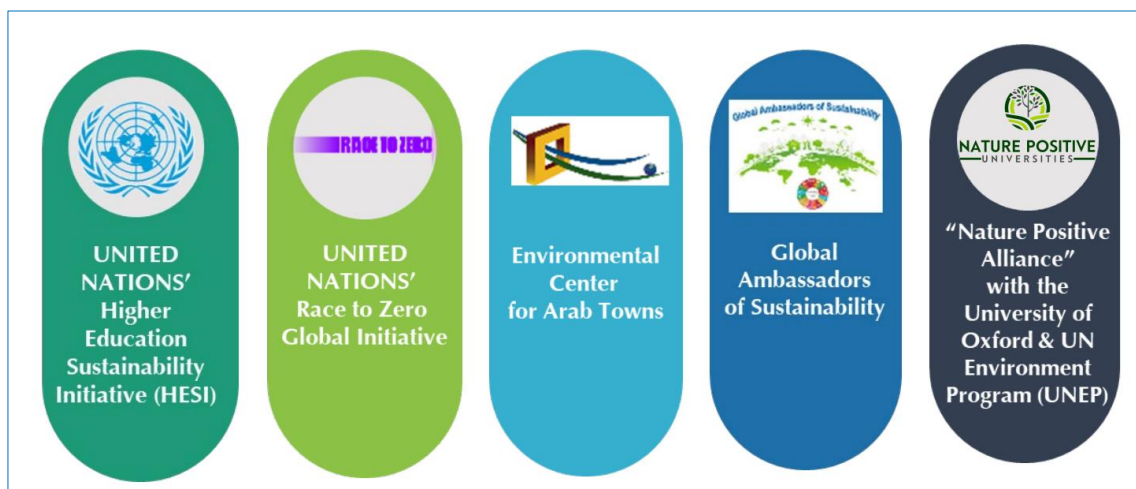 UNITED
NATIONS’
Higher
Education
Sustainability
Initiative (HESI)
RACE TO ZERO
UNITED
NATIONS’
Race to Zero
Global Initiative
Environmental
Center
for Arab Towns
Global Ambassadors of Sustainability
Global
Ambassadors
of Sustainability
NATURE POSITIVE
UNIVERSITIES
“Nature Positive
Alliance”
with the
University of
Oxford & UN
Environment
Program (UNEP)